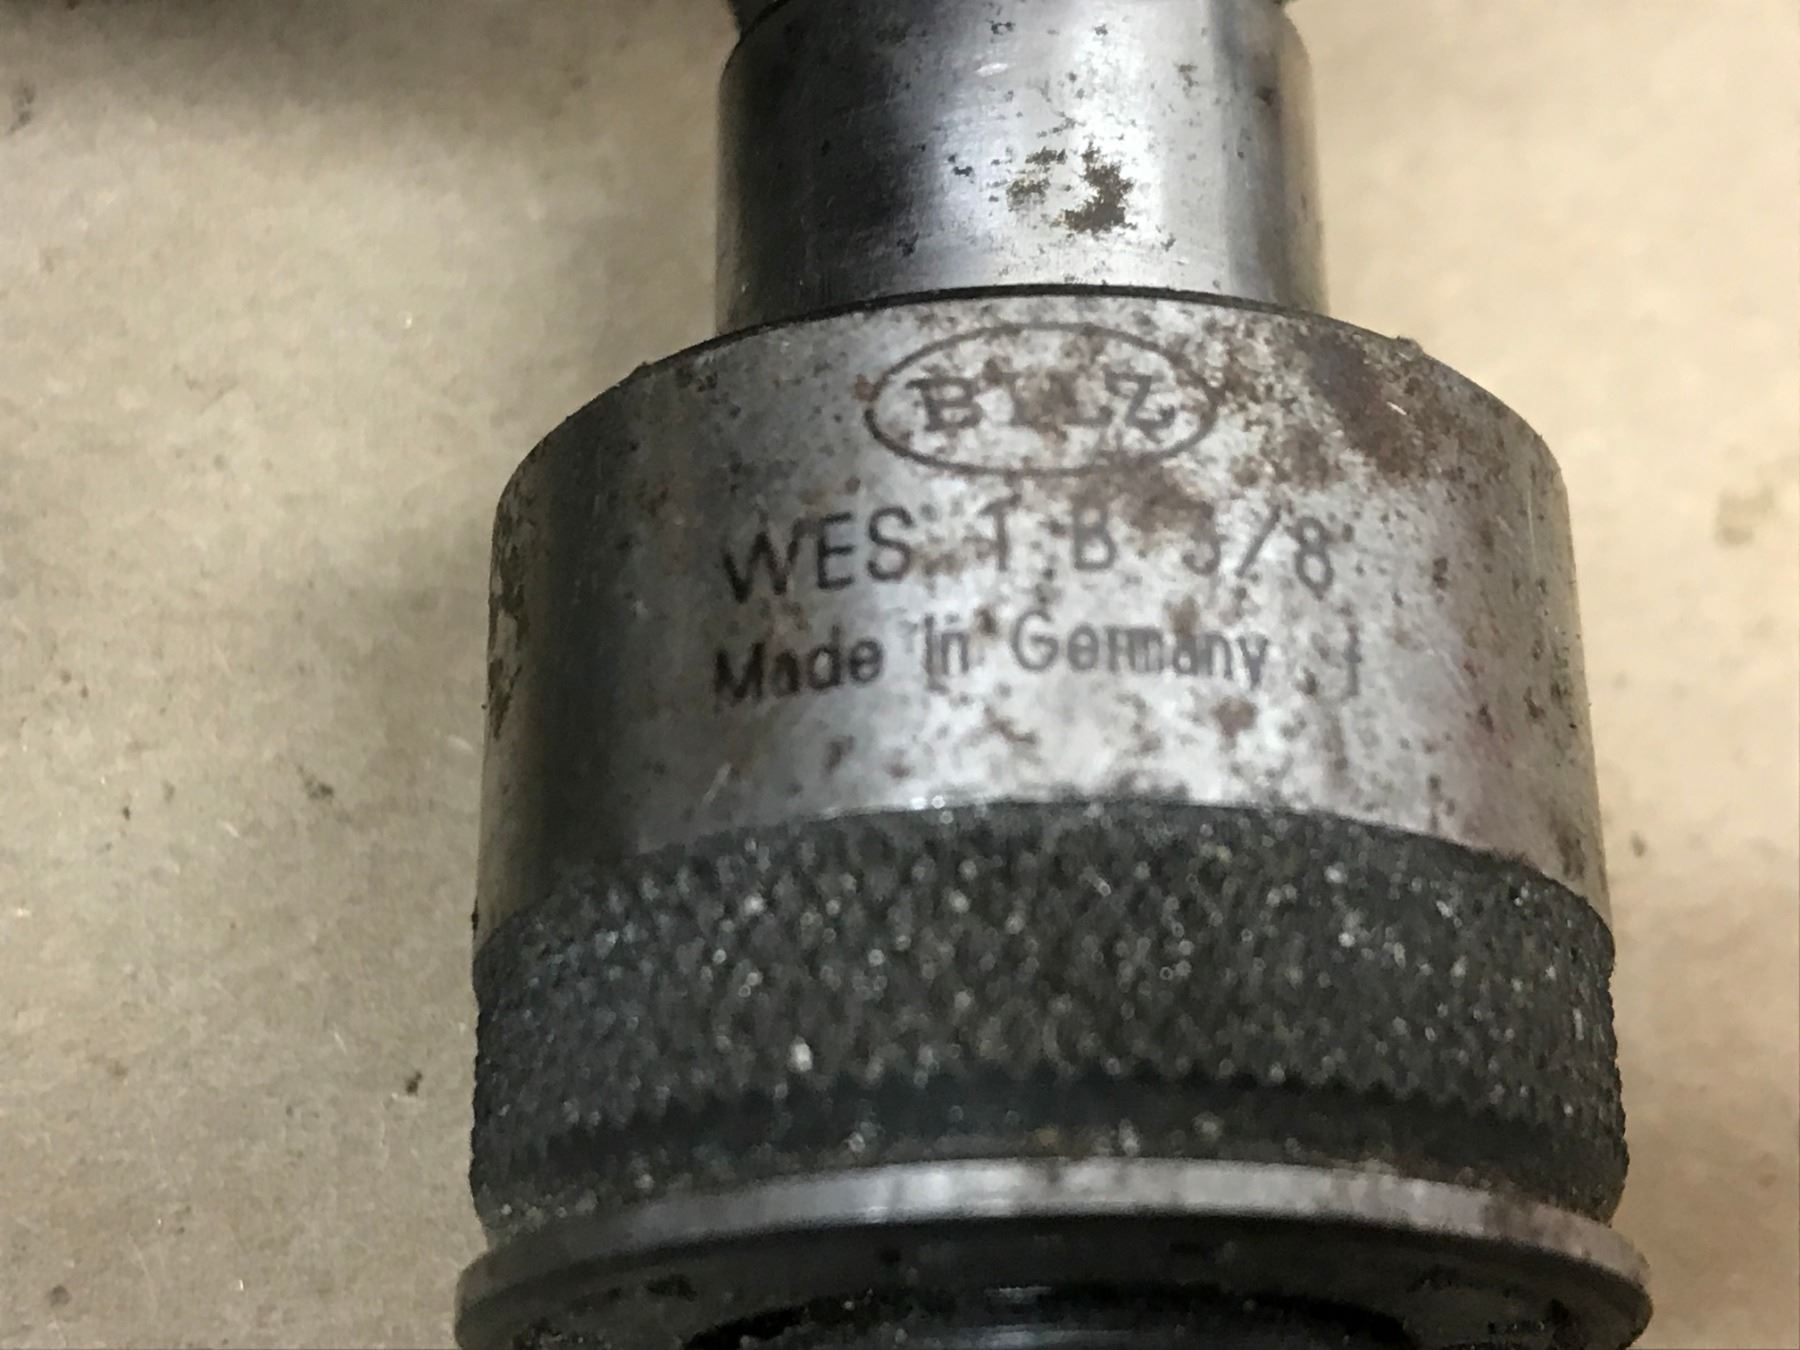 BILZ
WES 1 B 3/8
Made In Germany